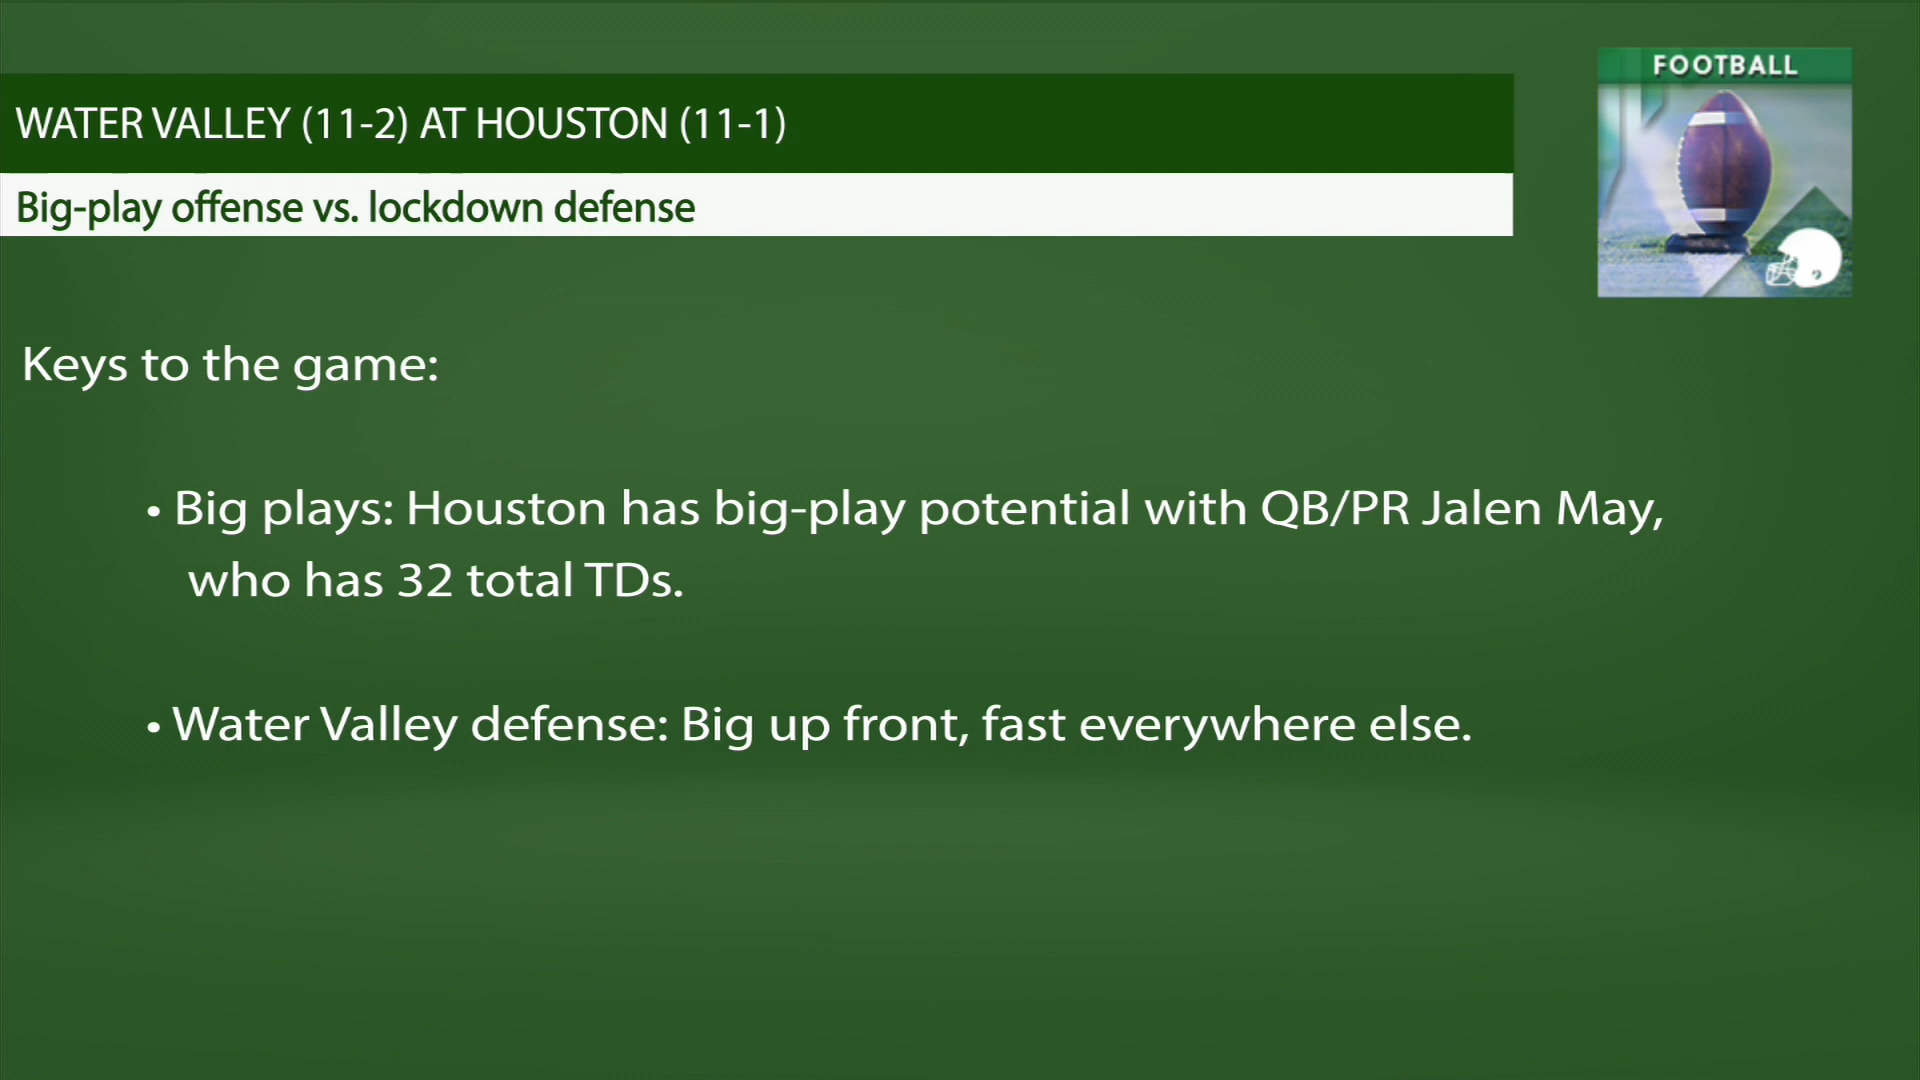 FOOTBALL
WATER VALLEY (11-2) AT HOUSTON (11-1)
Big-play offense vs. lockdown defense
Keys to the game:
• Big plays: Houston has big-play potential with QB/PR Jalen May,
who has 32 total TDs.
• Water Valley defense: Big up front, fast everywhere else.